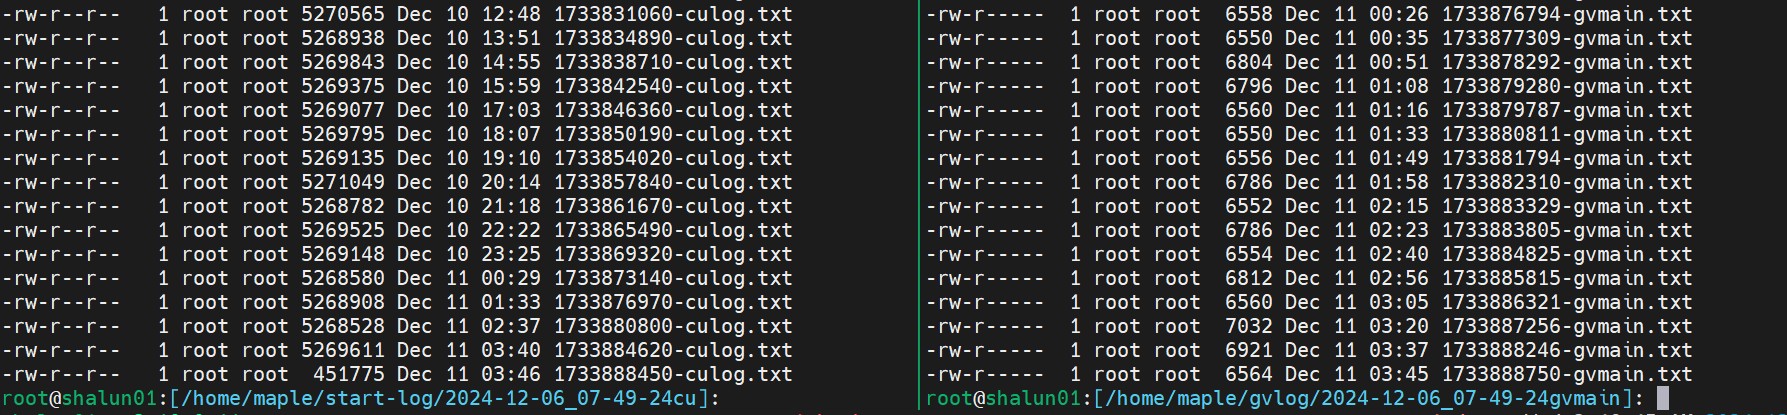 -rw-r--r-- 1 root root 5270565 Dec 10 12:48 1733831060-culog.txt
-rw-r--r-- 1 root root 5268938 Dec 10 13:51 1733834890-culog.txt
-rw-r--r-- 1 root root 5269843 Dec 10 14:55 1733838710-culog.txt
-rw-r--r-- 1 root root 5269375 Dec 10 15:59 1733842540-culog.txt
-rw-r--r-- 1 root root 5269077 Dec 10 17:03 1733846360-culog.txt
-rw-r--r-- 1 root root 5269795 Dec 10 18:07 1733850190-culog.txt
-rw-r--r-- 1 root root 5269135 Dec 10 19:10 1733854020-culog.txt
-rw-r--r-- 1 root root 5271049 Dec 10 20:14 1733857840-culog.txt
-rw-r--r-- 1 root root 5268782 Dec 10 21:18 1733861670-culog.txt
-rw-r--r-- 1 root root 5269525 Dec 10 22:22 1733865490-culog.txt
-rw-r--r-- 1 root root 5269148 Dec 10 23:25 1733869320-culog.txt
-rw-r--r-- 1 root root 5268580 Dec 11 00:29 1733873140-culog.txt
-rw-r--r-- 1 root root 5268908 Dec 11 01:33 1733876970-culog.txt
-rw-r--r-- 1 root root 5268528 Dec 11 02:37 1733880800-culog.txt
-rw-r--r-- 1 root root 5269611 Dec 11 03:40 1733884620-culog.txt
-rw-r--r-- 1 root root 451775 Dec 11 03:46 1733888450-culog.txt
root@shalun01:[/home/maple/start-log/2024-12-06_07-49-24cu]:
-rw-r----- 1 root root 6558 Dec 11 00:26 1733876794-gvmain.txt
-rw-r----- 1 root root 6550 Dec 11 00:35 1733877309-gvmain.txt
-rw-r----- 1 root root 6804 Dec 11 00:51 1733878292-gvmain.txt
-rw-r----- 1 root root 6796 Dec 11 01:08 1733879280-gvmain.txt
-rw-r----- 1 root root 6560 Dec 11 01:16 1733879787-gvmain.txt
-rw-r----- 1 root root 6550 Dec 11 01:33 1733880811-gvmain.txt
-rw-r----- 1 root root 6556 Dec 11 01:49 1733881794-gvmain.txt
-rw-r----- 1 root root 6786 Dec 11 01:58 1733882310-gvmain.txt
-rw-r----- 1 root root 6552 Dec 11 02:15 1733883329-gvmain.txt
-rw-r----- 1 root root 6786 Dec 11 02:23 1733883805-gvmain.txt
-rw-r----- 1 root root 6554 Dec 11 02:40 1733884825-gvmain.txt
-rw-r----- 1 root root 6812 Dec 11 02:56 1733885815-gvmain.txt
-rw-r----- 1 root root 6560 Dec 11 03:05 1733886321-gvmain.txt
-rw-r----- 1 root root 7032 Dec 11 03:20 1733887256-gvmain.txt
-rw-r----- 1 root root 6921 Dec 11 03:37 1733888246-gvmain.txt
-rw-r----- 1 root root 6564 Dec 11 03:45 1733888750-gvmain.txt
root@shalun01:[/home/maple/gvlog/2024-12-06_07-49-24gvmain]: